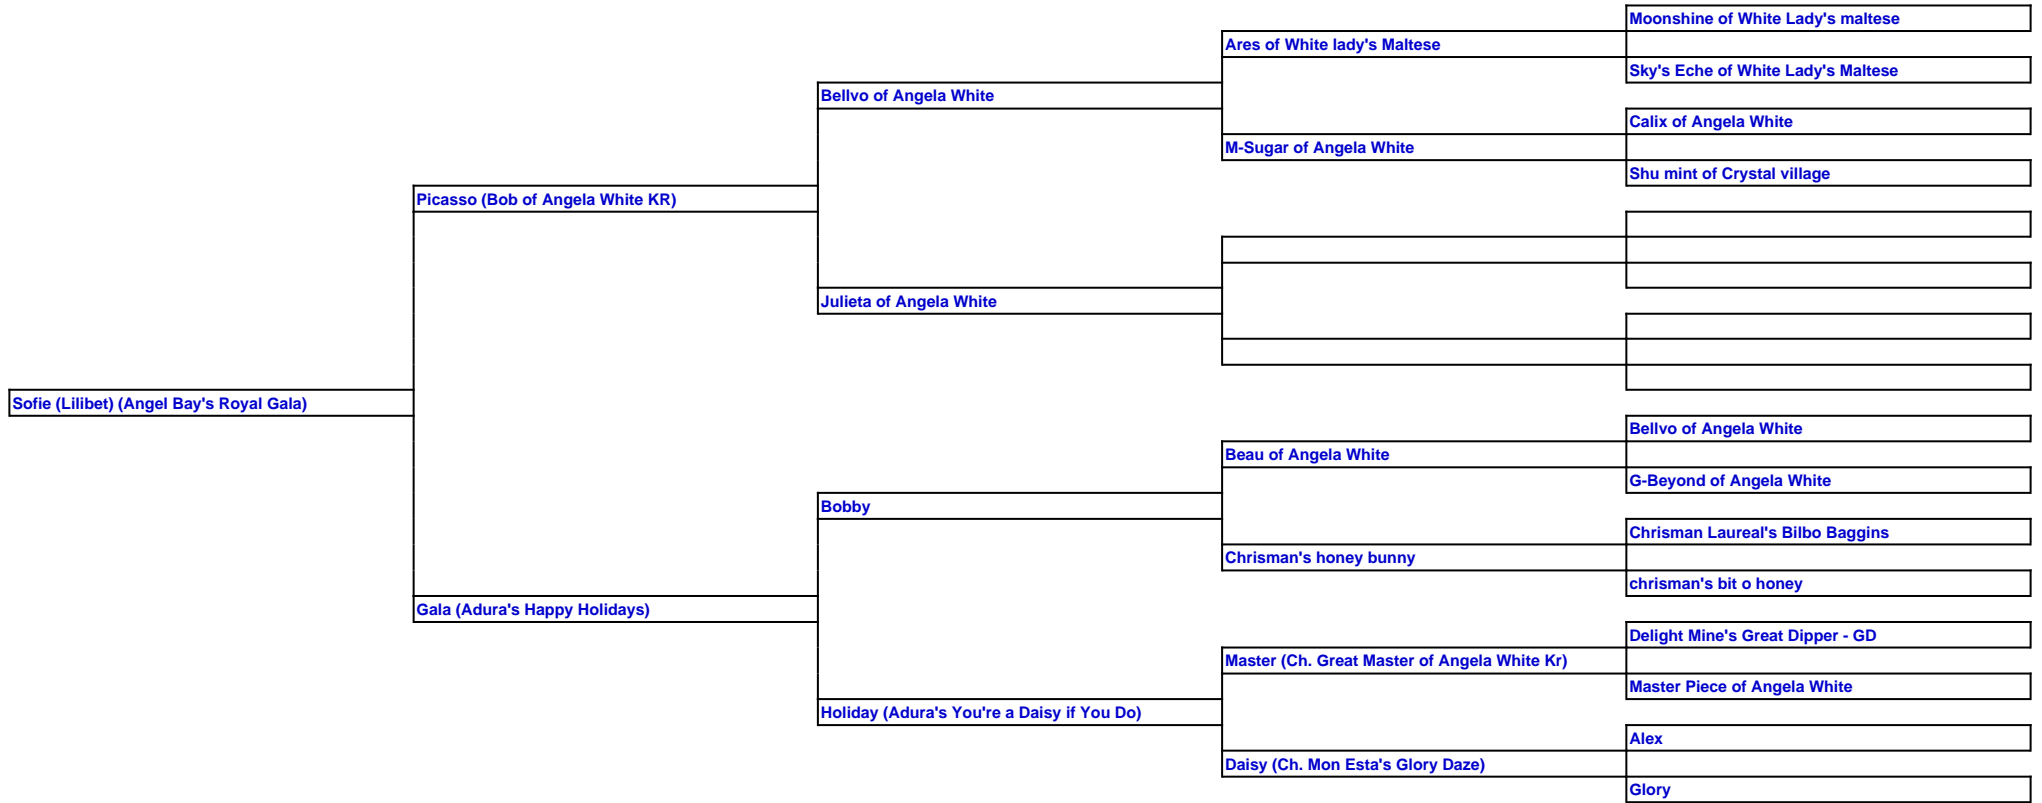 Moonshine of White Lady's maltese
Ares of White lady's Maltese
Sky's Eche of White Lady's Maltese
Bellvo of Angela White
Calix of Angela White
M-Sugar of Angela White
Shu mint of Crystal village
Picasso (Bob of Angela White KR)
Julieta of Angela White
Sofie (Lilibet) (Angel Bay's Royal Gala)
Bellvo of Angela White
Beau of Angela White
G-Beyond of Angela White
Bobby
Chrisman Laureal's Bilbo Baggins
Chrisman's honey bunny
chrisman's bit o honey
Gala (Adura's Happy Holidays)
Delight Mine's Great Dipper - GD
Master (Ch. Great Master of Angela White Kr)
Master Piece of Angela White
Holiday (Adura's You're a Daisy if You Do)
Alex
Daisy (Ch. Mon Esta's Glory Daze)
Glory